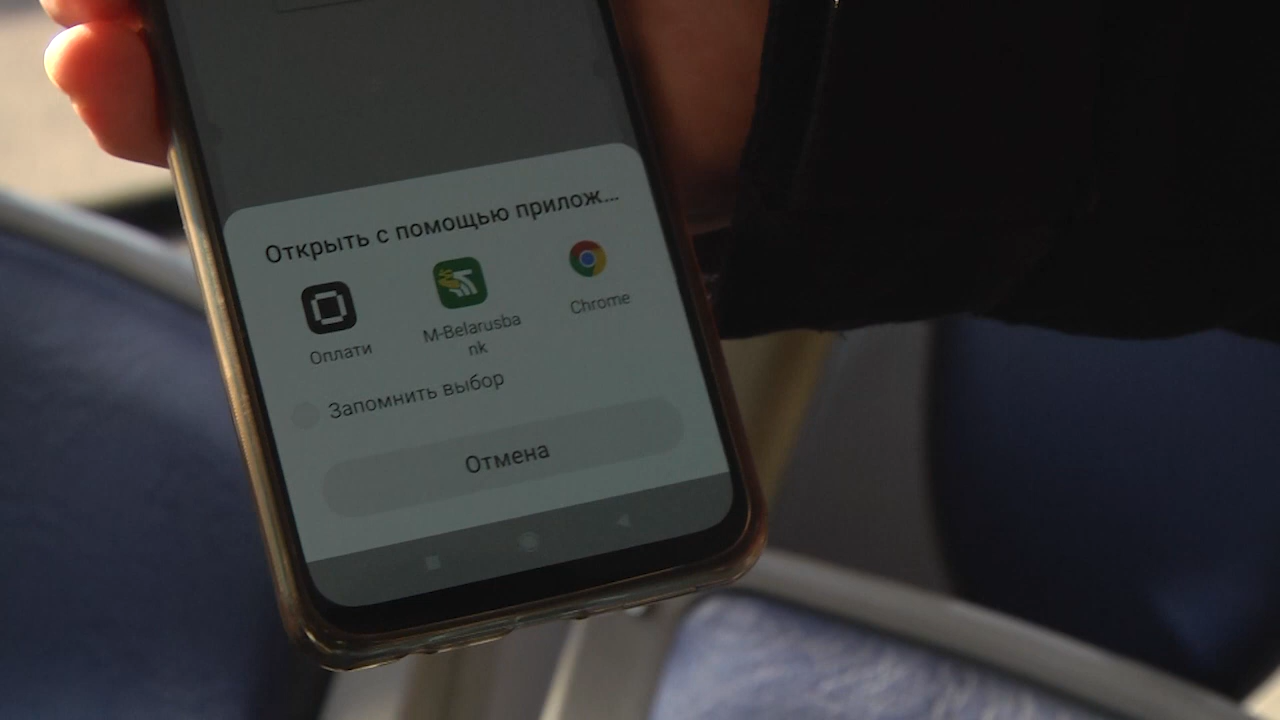 Открыть с помощью прилож...
Оплати
M-Belarusba
nk
Chrome
Запомнить выбор
Отмена